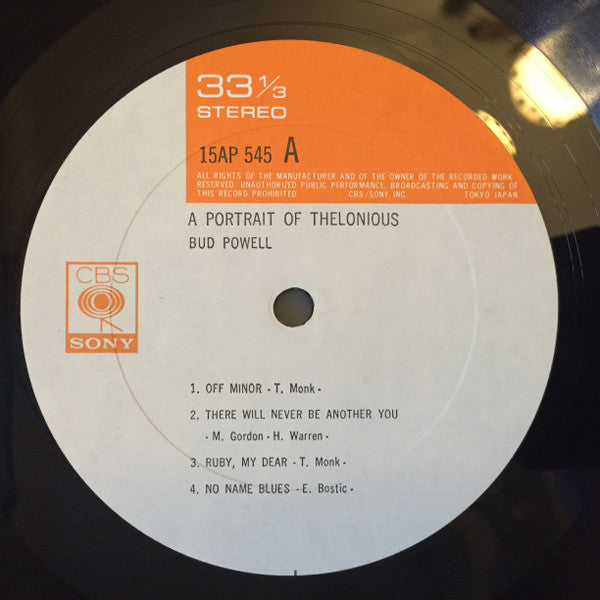 33 1/3
STEREO
15AP 545 A
ALL RIGHTS OF THE MANUFACTURER AND OF THE OWNER OF THE RECORDED WORK
RESERVED. UNAUTHORIZED PUBLIC PERFORMANCE, BROADCASTING AND COPYING OF
THIS RECORD PROHIBITED. CBS/SONY INC. TOKYO JAPAN
A PORTRAIT OF THELONIOUS
BUD POWELL
CBS
SONY
1. OFF MINOR - T. Monk -
2. THERE WILL NEVER BE ANOTHER YOU
- M. Gordon - H. Warren -
3. RUBY, MY DEAR - T. Monk -
4. NO NAME BLUES - E. Bostic -